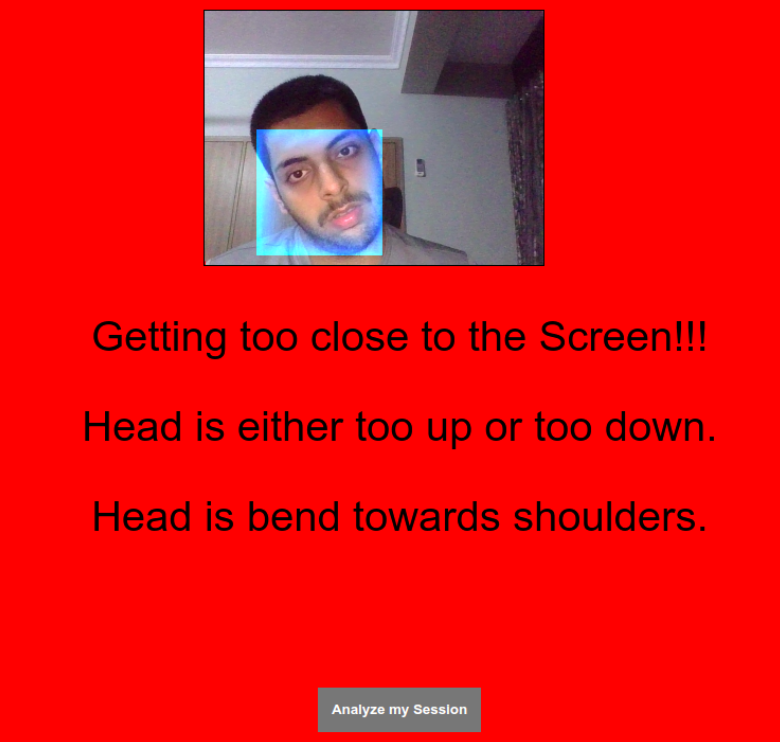 Getting too close to the Screen!!!
Head is either too up or too down.
Head is bend towards shoulders.
Analyze my Session